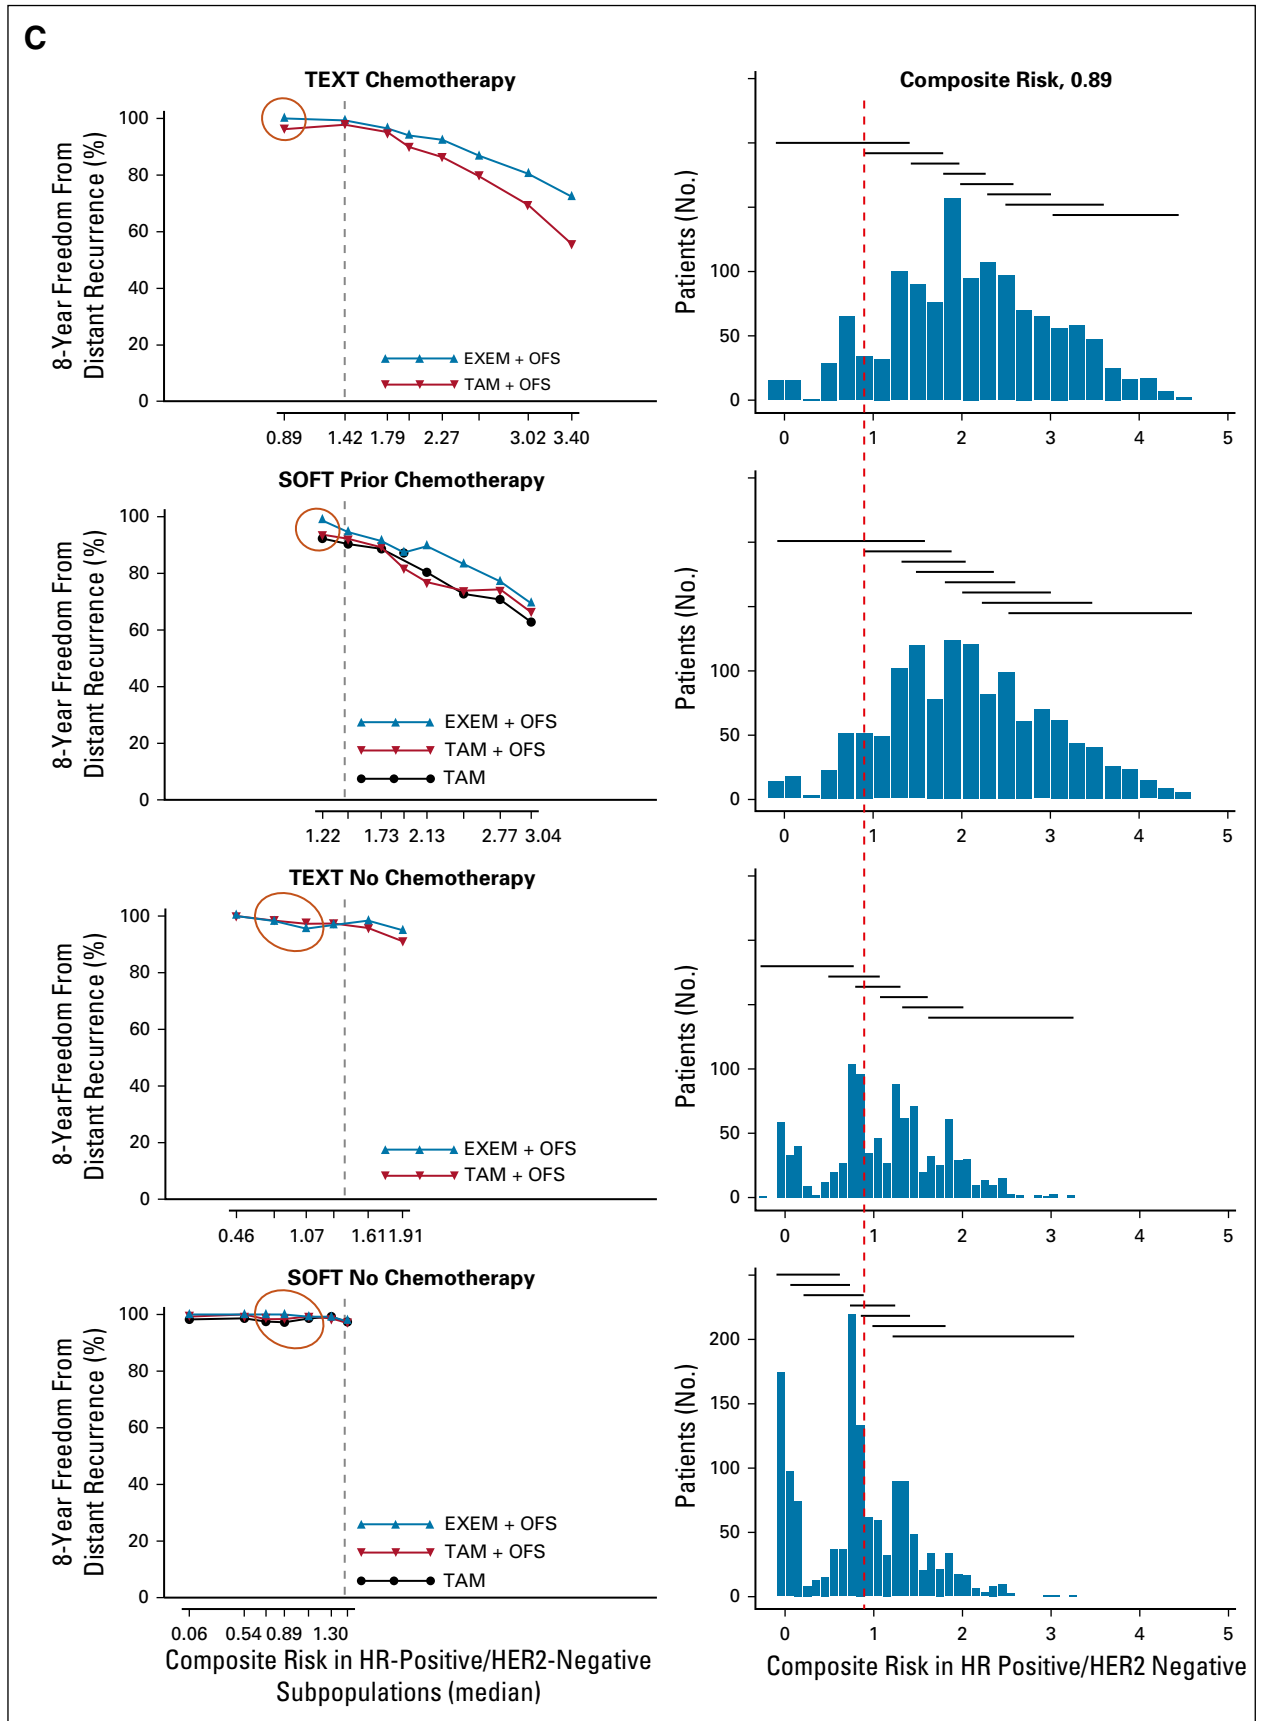 C
TEXT Chemotherapy
8-Year Freedom From
Distant Recurrence (%)
100
80
60
40
20
0
EXEM + OFS
TAM + OFS
0.89 1.42 1.79 2.27 3.02 3.40
Composite Risk, 0.89
Patients (No.)
100
50
0
0 1 2 3 4 5
SOFT Prior Chemotherapy
8-Year Freedom From
Distant Recurrence (%)
100
80
60
40
20
0
EXEM + OFS
TAM + OFS
TAM
1.22 1.73 2.13 2.77 3.04
Patients (No.)
100
50
0
0 1 2 3 4 5
TEXT No Chemotherapy
8-YearFreedom From
Distant Recurrence (%)
100
80
60
40
20
0
EXEM + OFS
TAM + OFS
0.46 1.07 1.611.91
Patients (No.)
100
50
0
0 1 2 3 4 5
SOFT No Chemotherapy
8-Year Freedom From
Distant Recurrence (%)
100
80
60
40
20
0
EXEM + OFS
TAM + OFS
TAM
0.06 0.54 0.89 1.30
Composite Risk in HR-Positive/HER2-Negative
Subpopulations (median)
Patients (No.)
200
150
100
50
0
0 1 2 3 4 5
Composite Risk in HR Positive/HER2 Negative